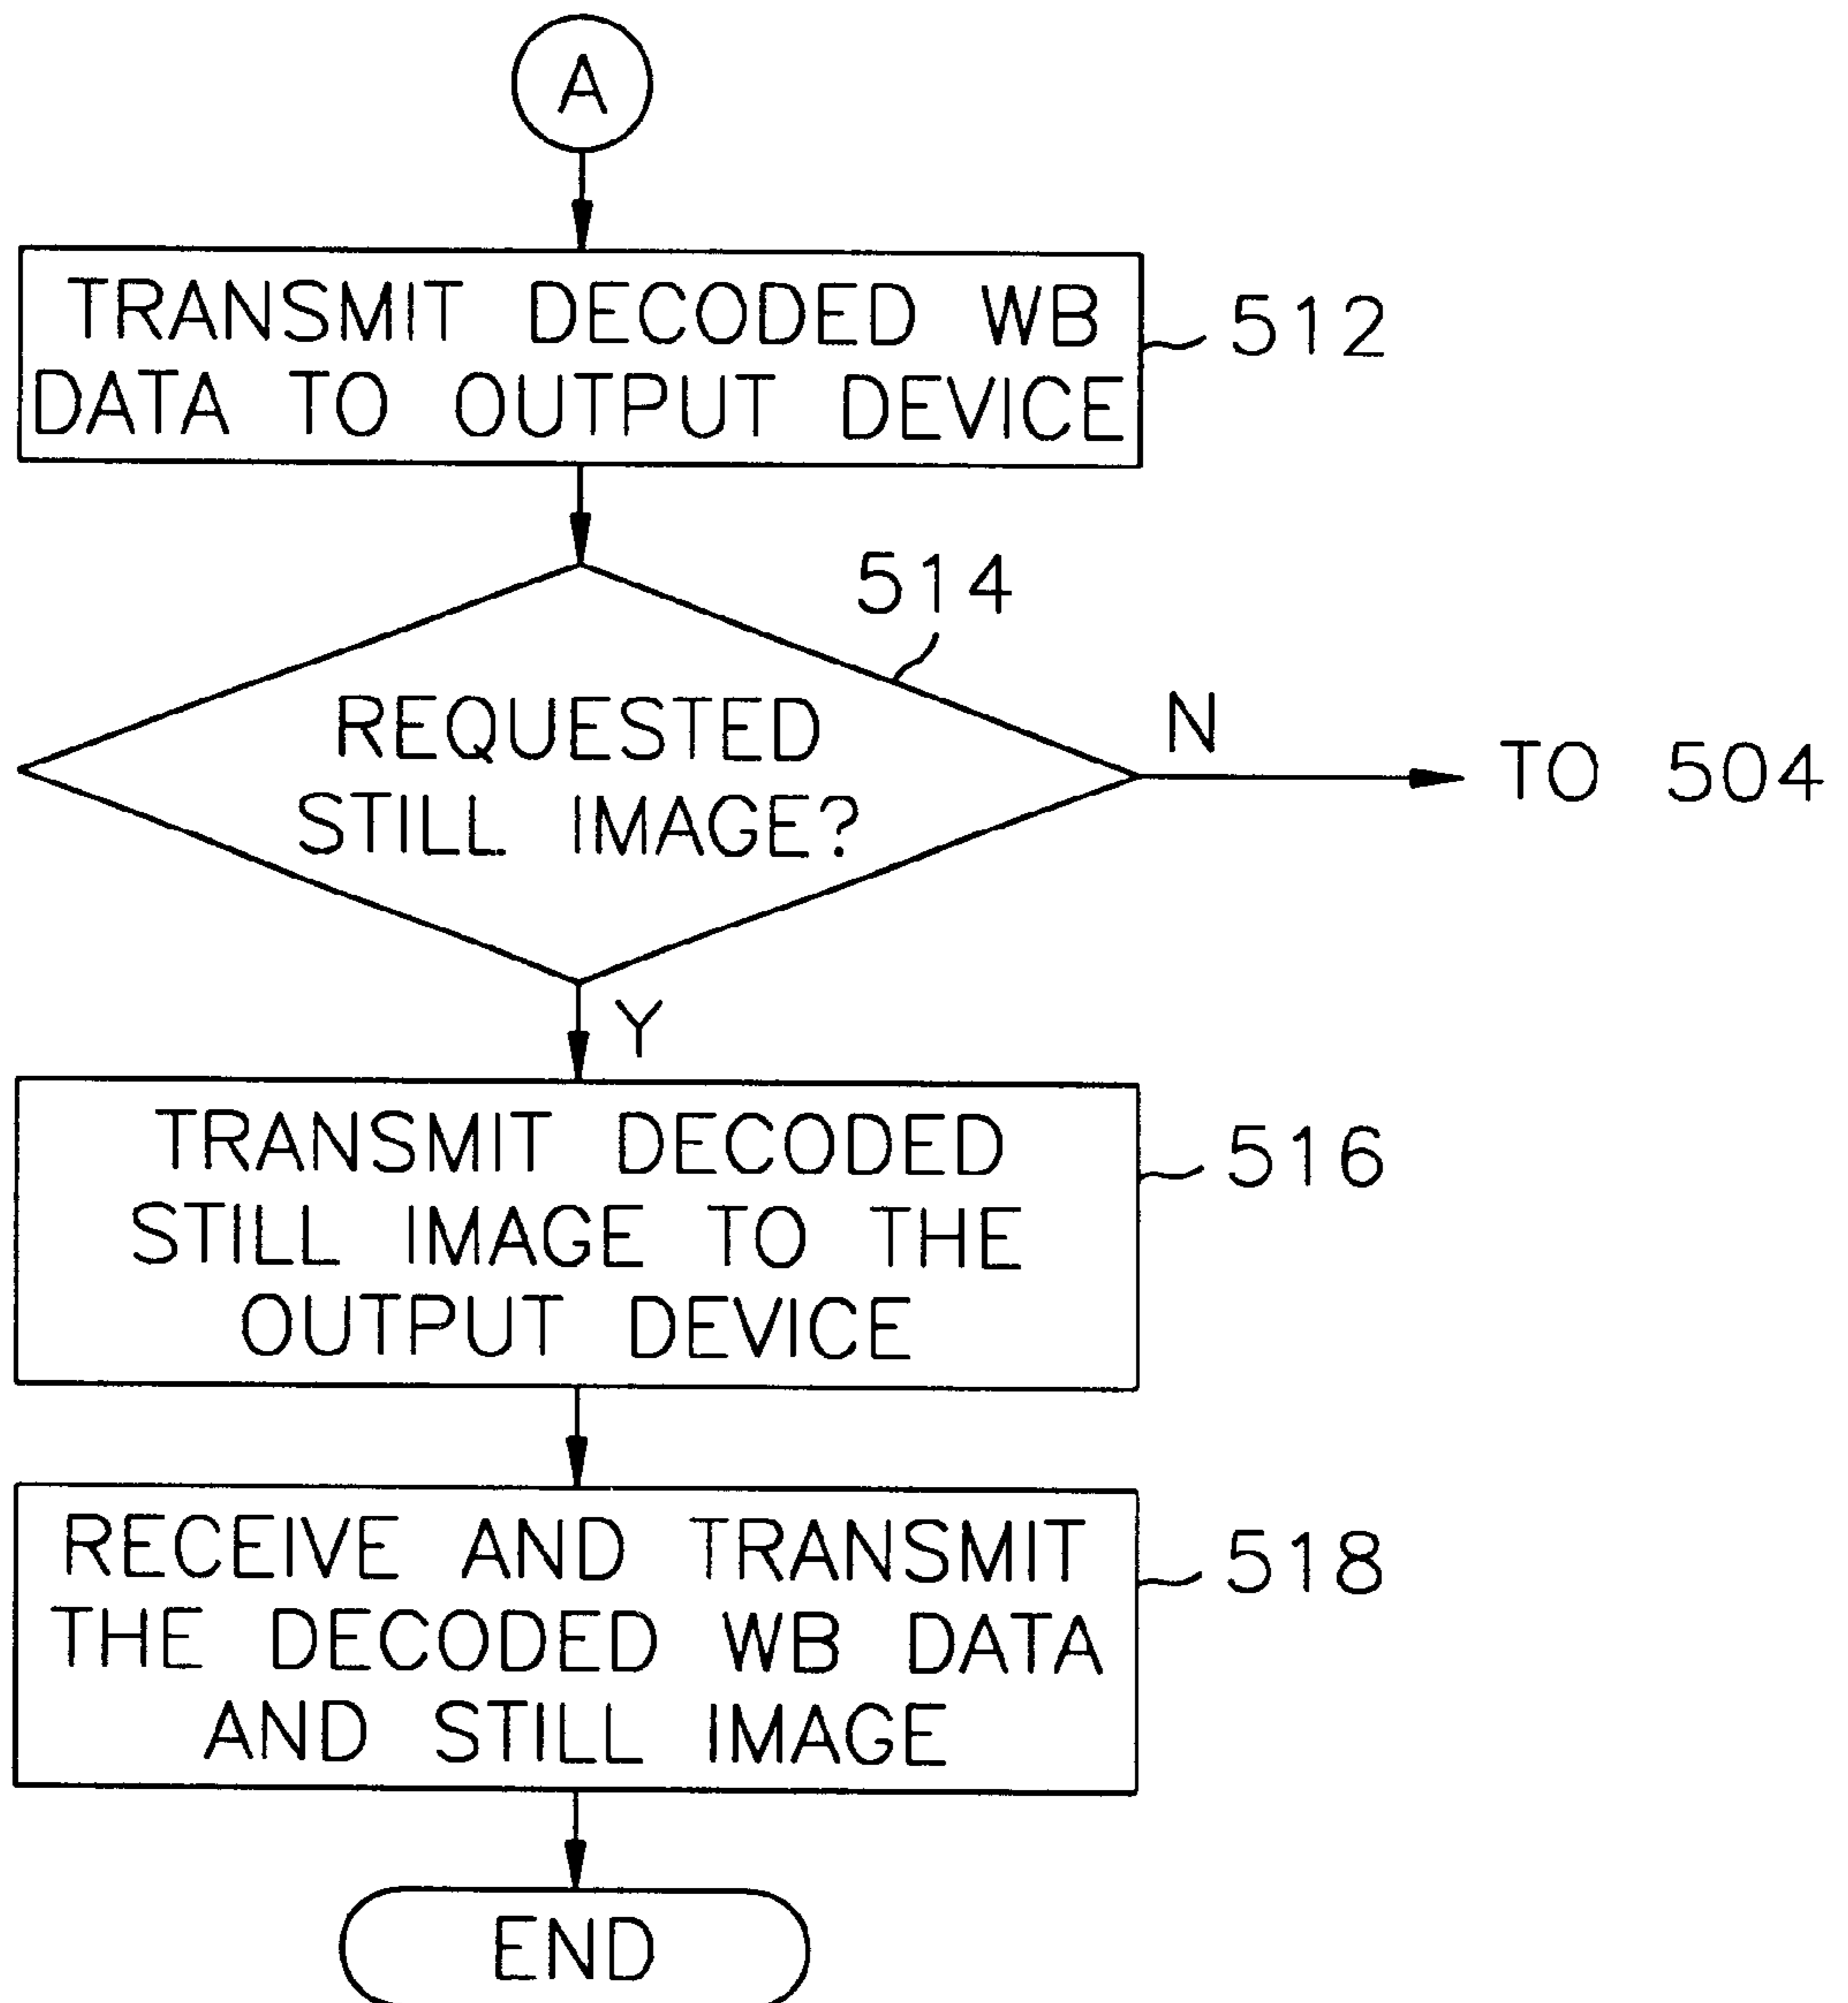 A
TRANSMIT DECODED WB
DATA TO OUTPUT DEVICE
512
514
REQUESTED
STILL IMAGE?
N
TO 504
Y
TRANSMIT DECODED
STILL IMAGE TO THE
OUTPUT DEVICE
516
RECEIVE AND TRANSMIT
THE DECODED WB DATA
AND STILL IMAGE
518
END